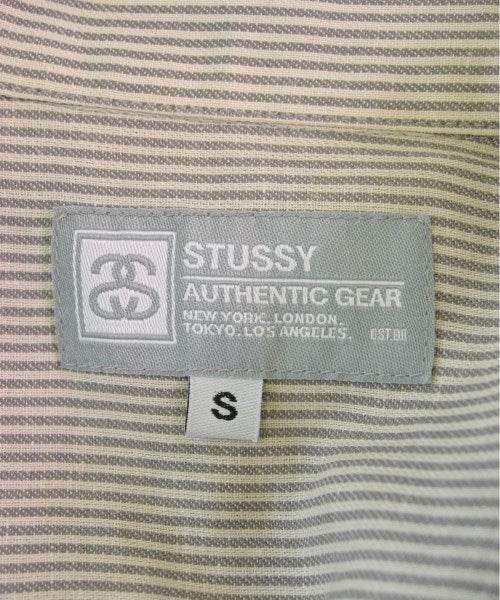 STUSSY
AUTHENTIC GEAR
NEW YORK. LONDON.
TOKYO. LOS ANGELES. EST.80
S